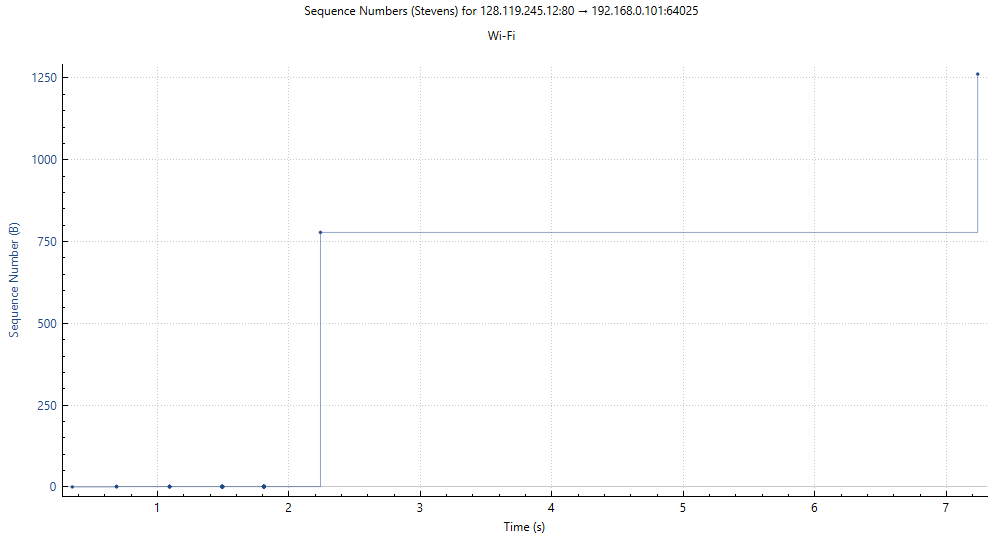 Sequence Numbers (Stevens) for 128.119.245.12:80 → 192.168.0.101:64025
Wi-Fi
1250
1000
750
500
250
0
Sequence Number (B)
1 2 3 4 5 6 7
Time (s)